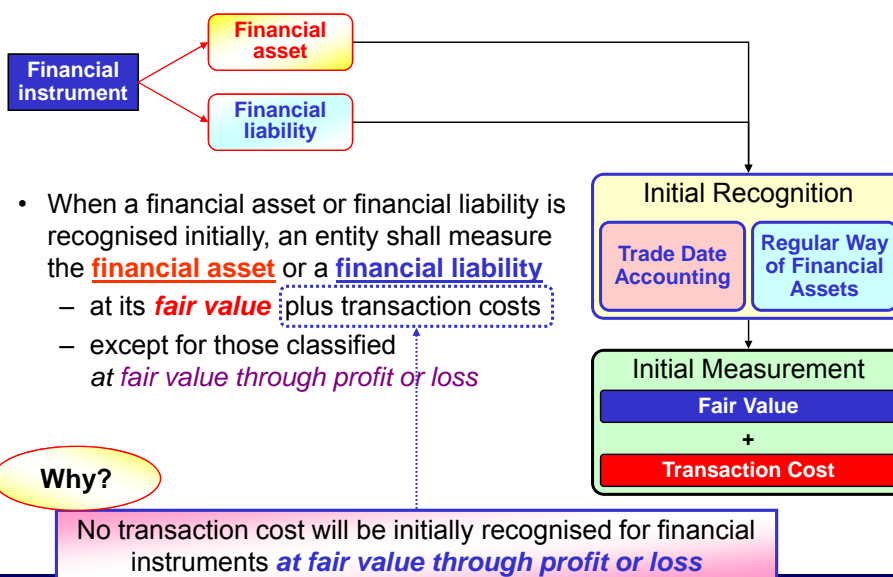 Financial
asset
Financial
instrument
Financial
liability
• When a financial asset or financial liability is
recognised initially, an entity shall measure
the financial asset or a financial liability
– at its fair value plus transaction costs
– except for those classified
at fair value through profit or loss
Initial Recognition
Trade Date
Accounting
Regular Way
of Financial
Assets
Initial Measurement
Fair Value
+
Transaction Cost
Why?
No transaction cost will be initially recognised for financial
instruments at fair value through profit or loss